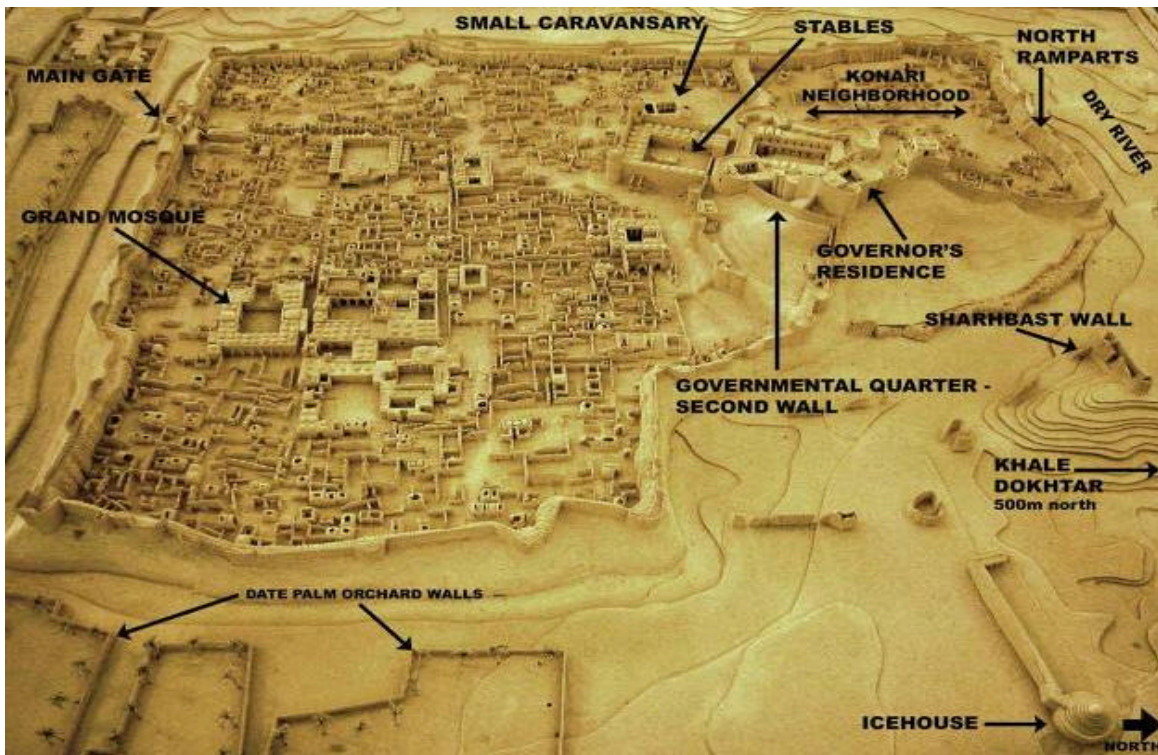 SMALL CARAVANSARY
STABLES
NORTH
RAMPARTS
MAIN GATE
KONARI
NEIGHBORHOOD
DRY RIVER
GRAND MOSQUE
GOVERNOR'S
RESIDENCE
SHARHBAST WALL
GOVERNMENTAL QUARTER -
SECOND WALL
KHALE
DOKHTAR
500m north
DATE PALM ORCHARD WALLS
ICEHOUSE
NORTH